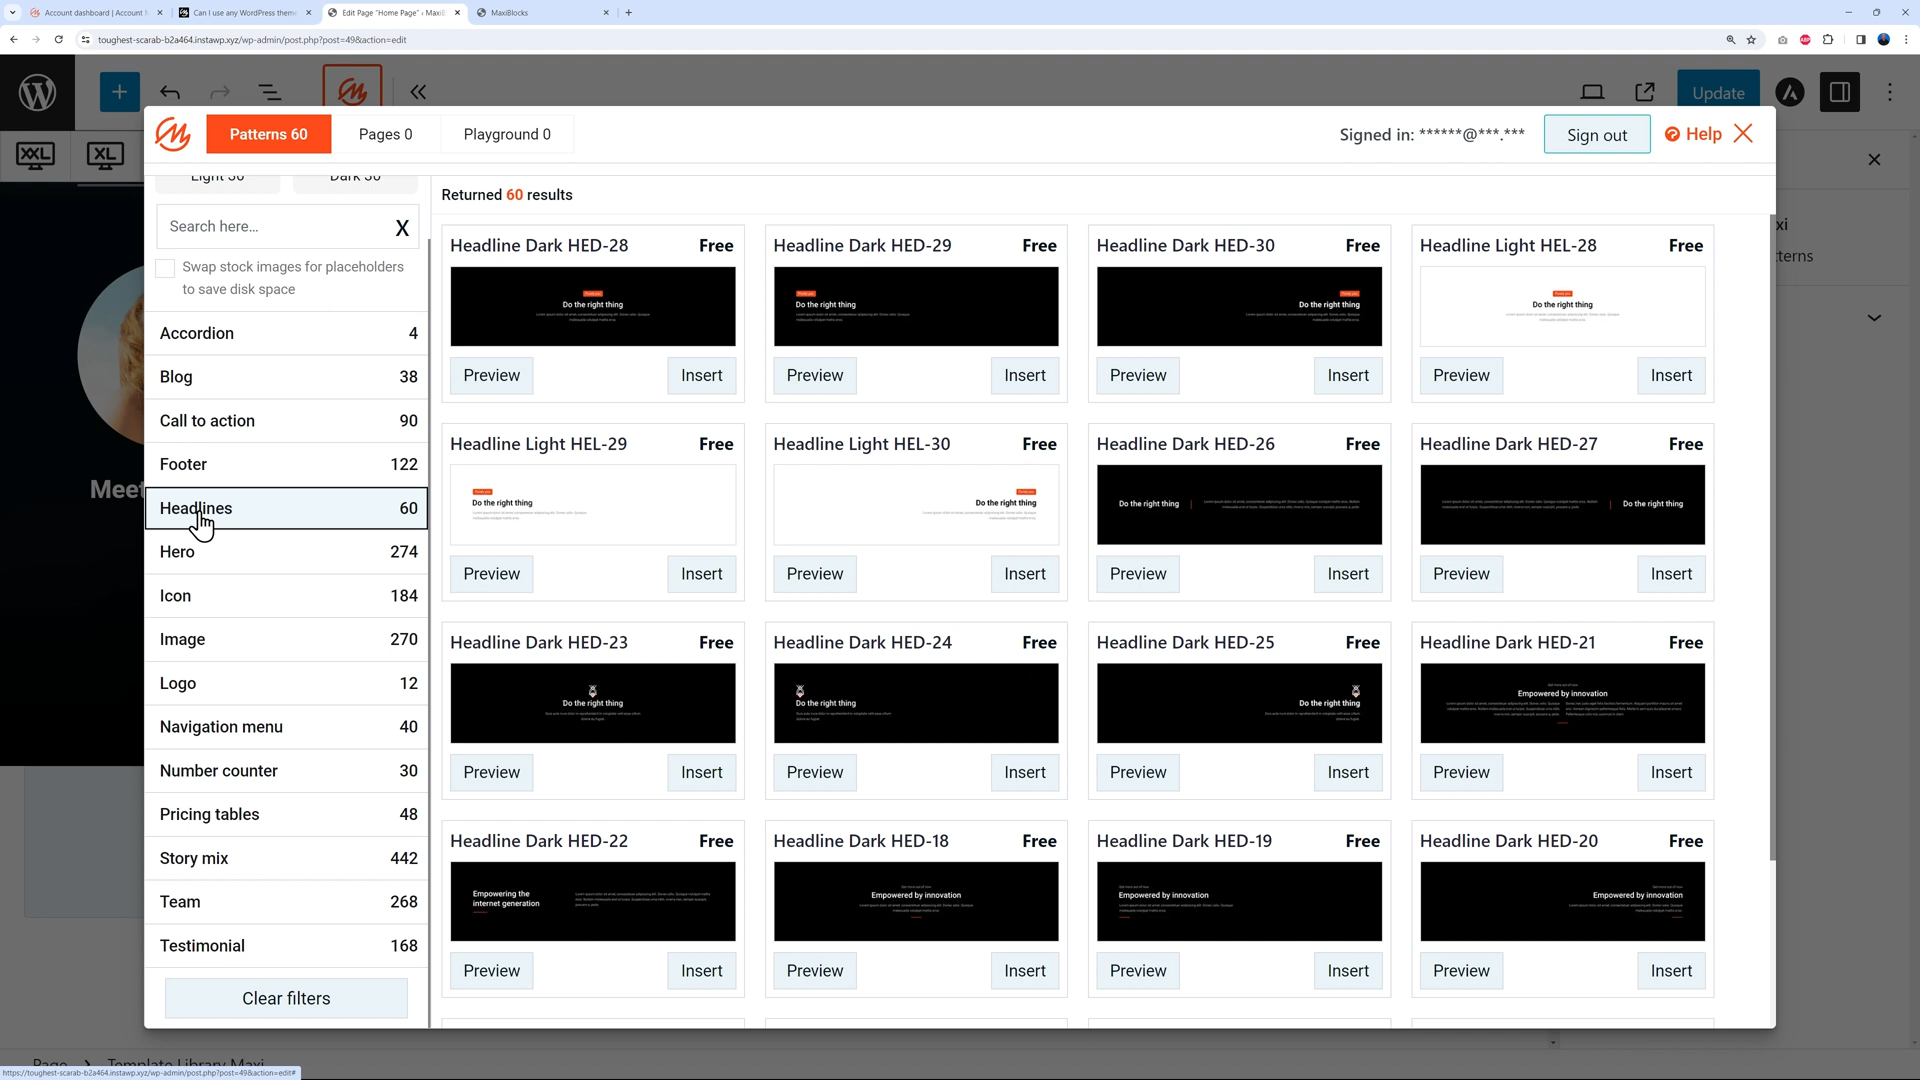 Account dashboard | Account M
Can I use any WordPress theme
Edit Page "Home Page" ‹ MaxiB
MaxiBlocks
toughest-scarab-b2a464.instawp.xyz/wp-admin/post.php?post=49&action=edit
Update
XXL
XL
Patterns 60
Pages 0
Playground 0
Signed in: ******@***.***
Sign out
Help
Light 30
Dark 30
Search here...
X
Swap stock images for placeholders
to save disk space
Accordion 4
Blog 38
Call to action 90
Footer 122
Headlines 60
Hero 274
Icon 184
Image 270
Logo 12
Navigation menu 40
Number counter 30
Pricing tables 48
Story mix 442
Team 268
Testimonial 168
Clear filters
Returned 60 results
Headline Dark HED-28 Free
Do the right thing
Preview Insert
Headline Dark HED-29 Free
Do the right thing
Preview Insert
Headline Dark HED-30 Free
Do the right thing
Preview Insert
Headline Light HEL-28 Free
Do the right thing
Preview Insert
Headline Light HEL-29 Free
Do the right thing
Preview Insert
Headline Light HEL-30 Free
Do the right thing
Preview Insert
Headline Dark HED-26 Free
Do the right thing
Preview Insert
Headline Dark HED-27 Free
Do the right thing
Preview Insert
Headline Dark HED-23 Free
Do the right thing
Preview Insert
Headline Dark HED-24 Free
Do the right thing
Preview Insert
Headline Dark HED-25 Free
Do the right thing
Preview Insert
Headline Dark HED-21 Free
Empowered by innovation
Preview Insert
Headline Dark HED-22 Free
Empowering the
internet generation
Preview Insert
Headline Dark HED-18 Free
Empowered by innovation
Preview Insert
Headline Dark HED-19 Free
Empowered by innovation
Preview Insert
Headline Dark HED-20 Free
Empowered by innovation
Preview Insert
Meet
xi
tterns
Page
Template Library Maxi
https://toughest-scarab-b2a464.instawp.xyz/wp-admin/post.php?post=49&action=edit#